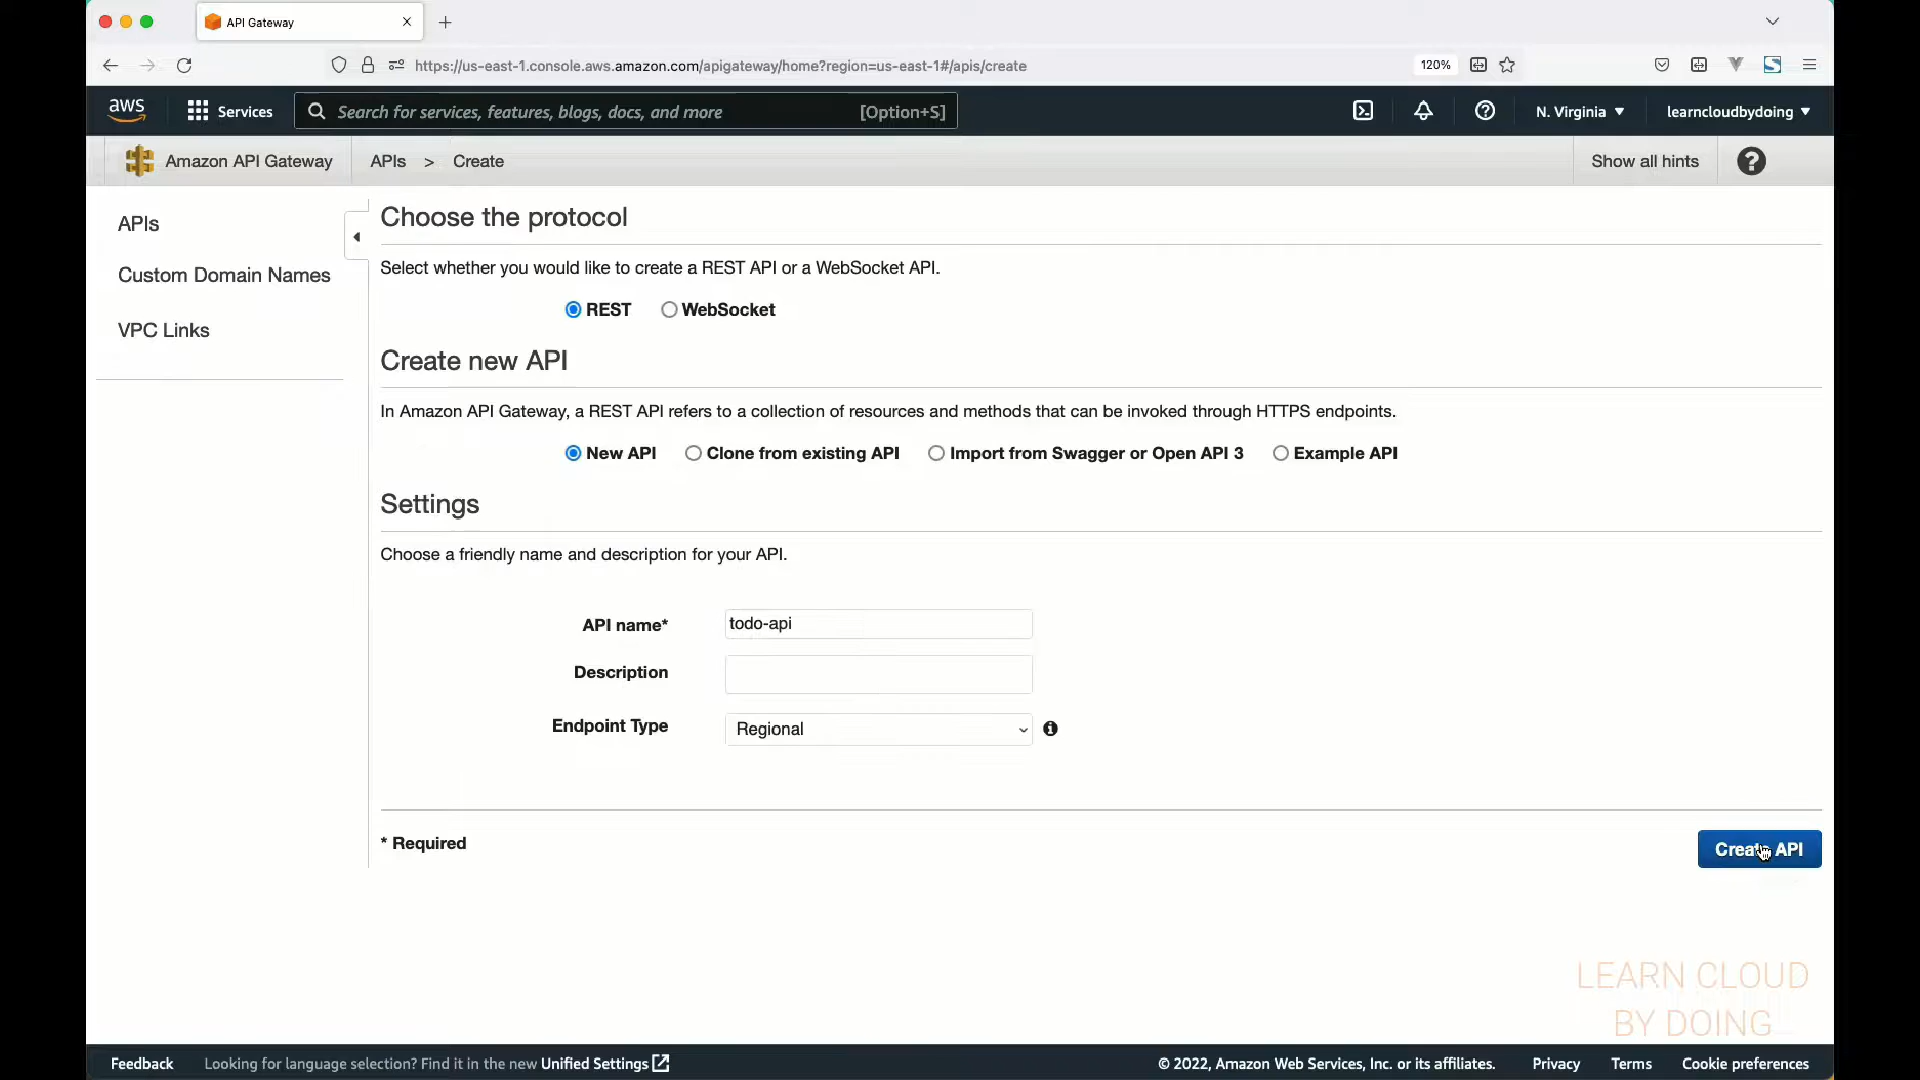 API Gateway
https://us-east-1.console.aws.amazon.com/apigateway/home?region=us-east-1#/apis/create
120%
aws
Services
Search for services, features, blogs, docs, and more
[Option+S]
N. Virginia
learncloudbydoing
Amazon API Gateway
APIs > Create
Show all hints
APIs
Custom Domain Names
VPC Links
Choose the protocol
Select whether you would like to create a REST API or a WebSocket API.
REST
WebSocket
Create new API
In Amazon API Gateway, a REST API refers to a collection of resources and methods that can be invoked through HTTPS endpoints.
New API
Clone from existing API
Import from Swagger or Open API 3
Example API
Settings
Choose a friendly name and description for your API.
API name*
todo-api
Description
Endpoint Type
Regional
* Required
Create API
LEARN CLOUD
BY DOING
Feedback
Looking for language selection? Find it in the new Unified Settings
© 2022, Amazon Web Services, Inc. or its affiliates.
Privacy
Terms
Cookie preferences